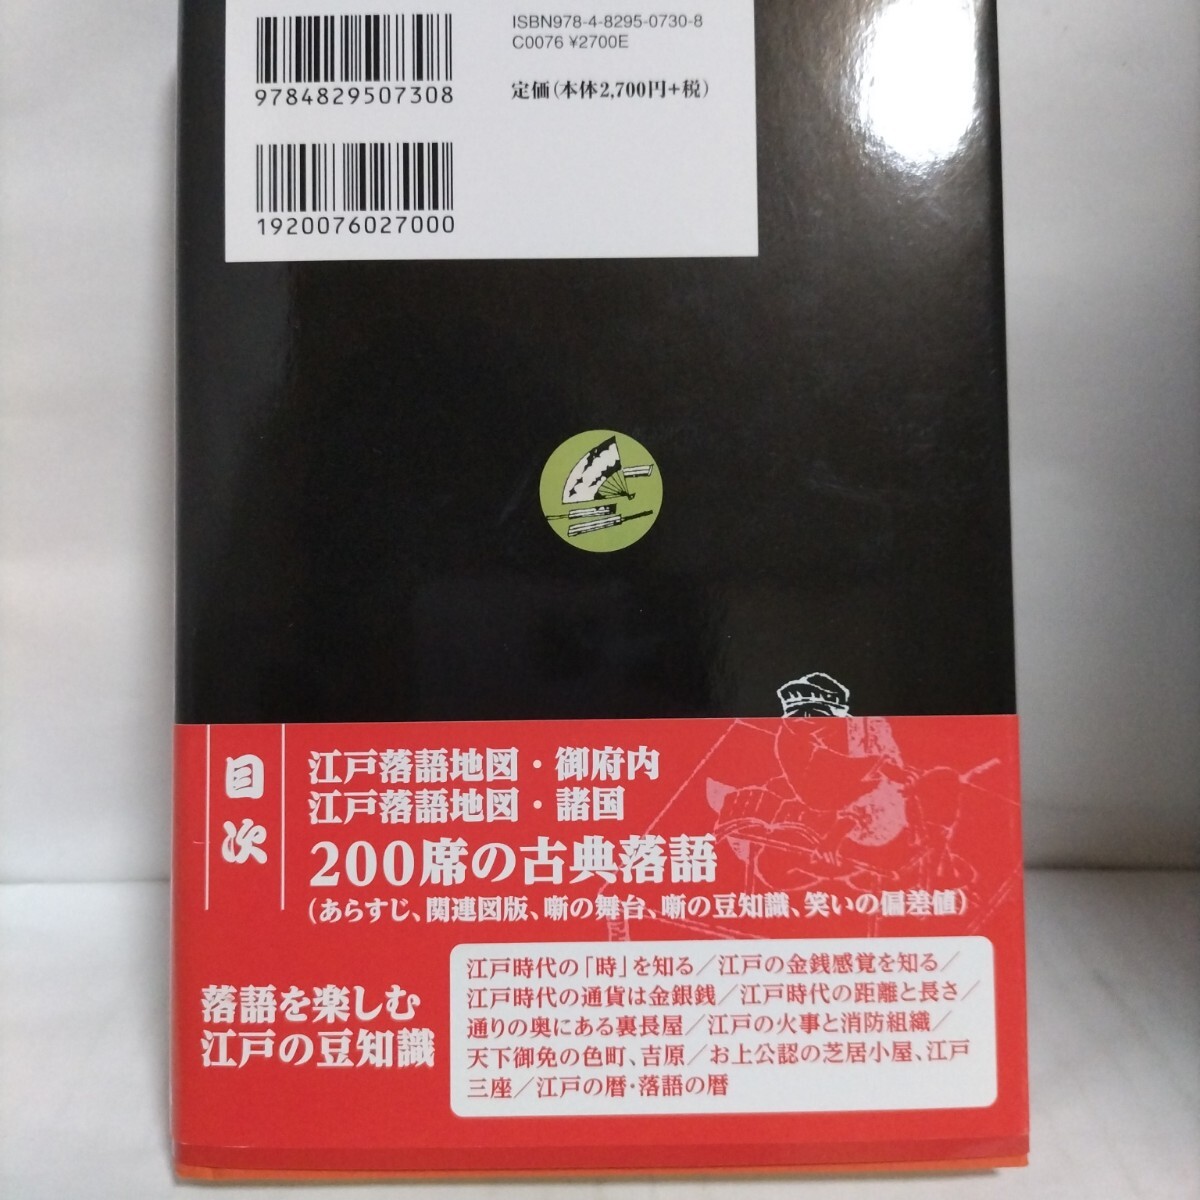 ISBN978-4-8295-0730-8
C0076 ¥2700E
9784829507308
定価(本体2,700円+税)
1920076027000
目次
江戸落語地図・御府内
江戸落語地図・諸国
200席の古典落語
(あらすじ、関連図版、噺の舞台、噺の豆知識、笑いの偏差値)
落語を楽しむ
江戸の豆知識
江戸時代の「時」を知る/江戸の金銭感覚を知る/
江戸時代の通貨は金銀銭/江戸時代の距離と長さ/
通りの奥にある裏長屋/江戸の火事と消防組織/
天下御免の色町、吉原/お上公認の芝居小屋、江戸
三座/江戸の暦・落語の暦